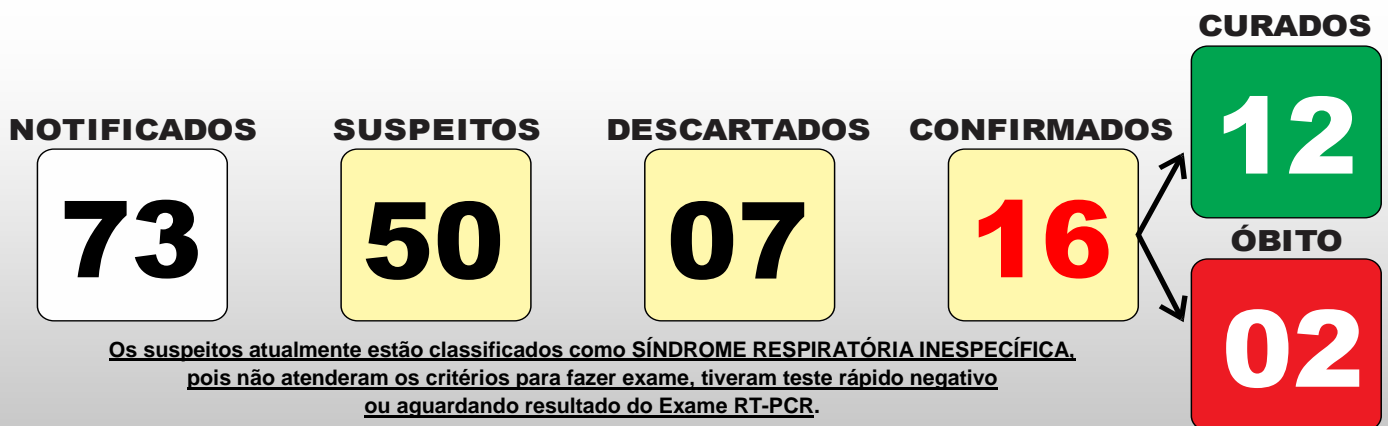 CURADOS
12
NOTIFICADOS
73
SUSPEITOS
50
DESCARTADOS
07
CONFIRMADOS
16
ÓBITO
02
Os suspeitos atualmente estão classificados como SÍNDROME RESPIRATÓRIA INESPECÍFICA,
pois não atenderam os critérios para fazer exame, tiveram teste rápido negativo
ou aguardando resultado do Exame RT-PCR.